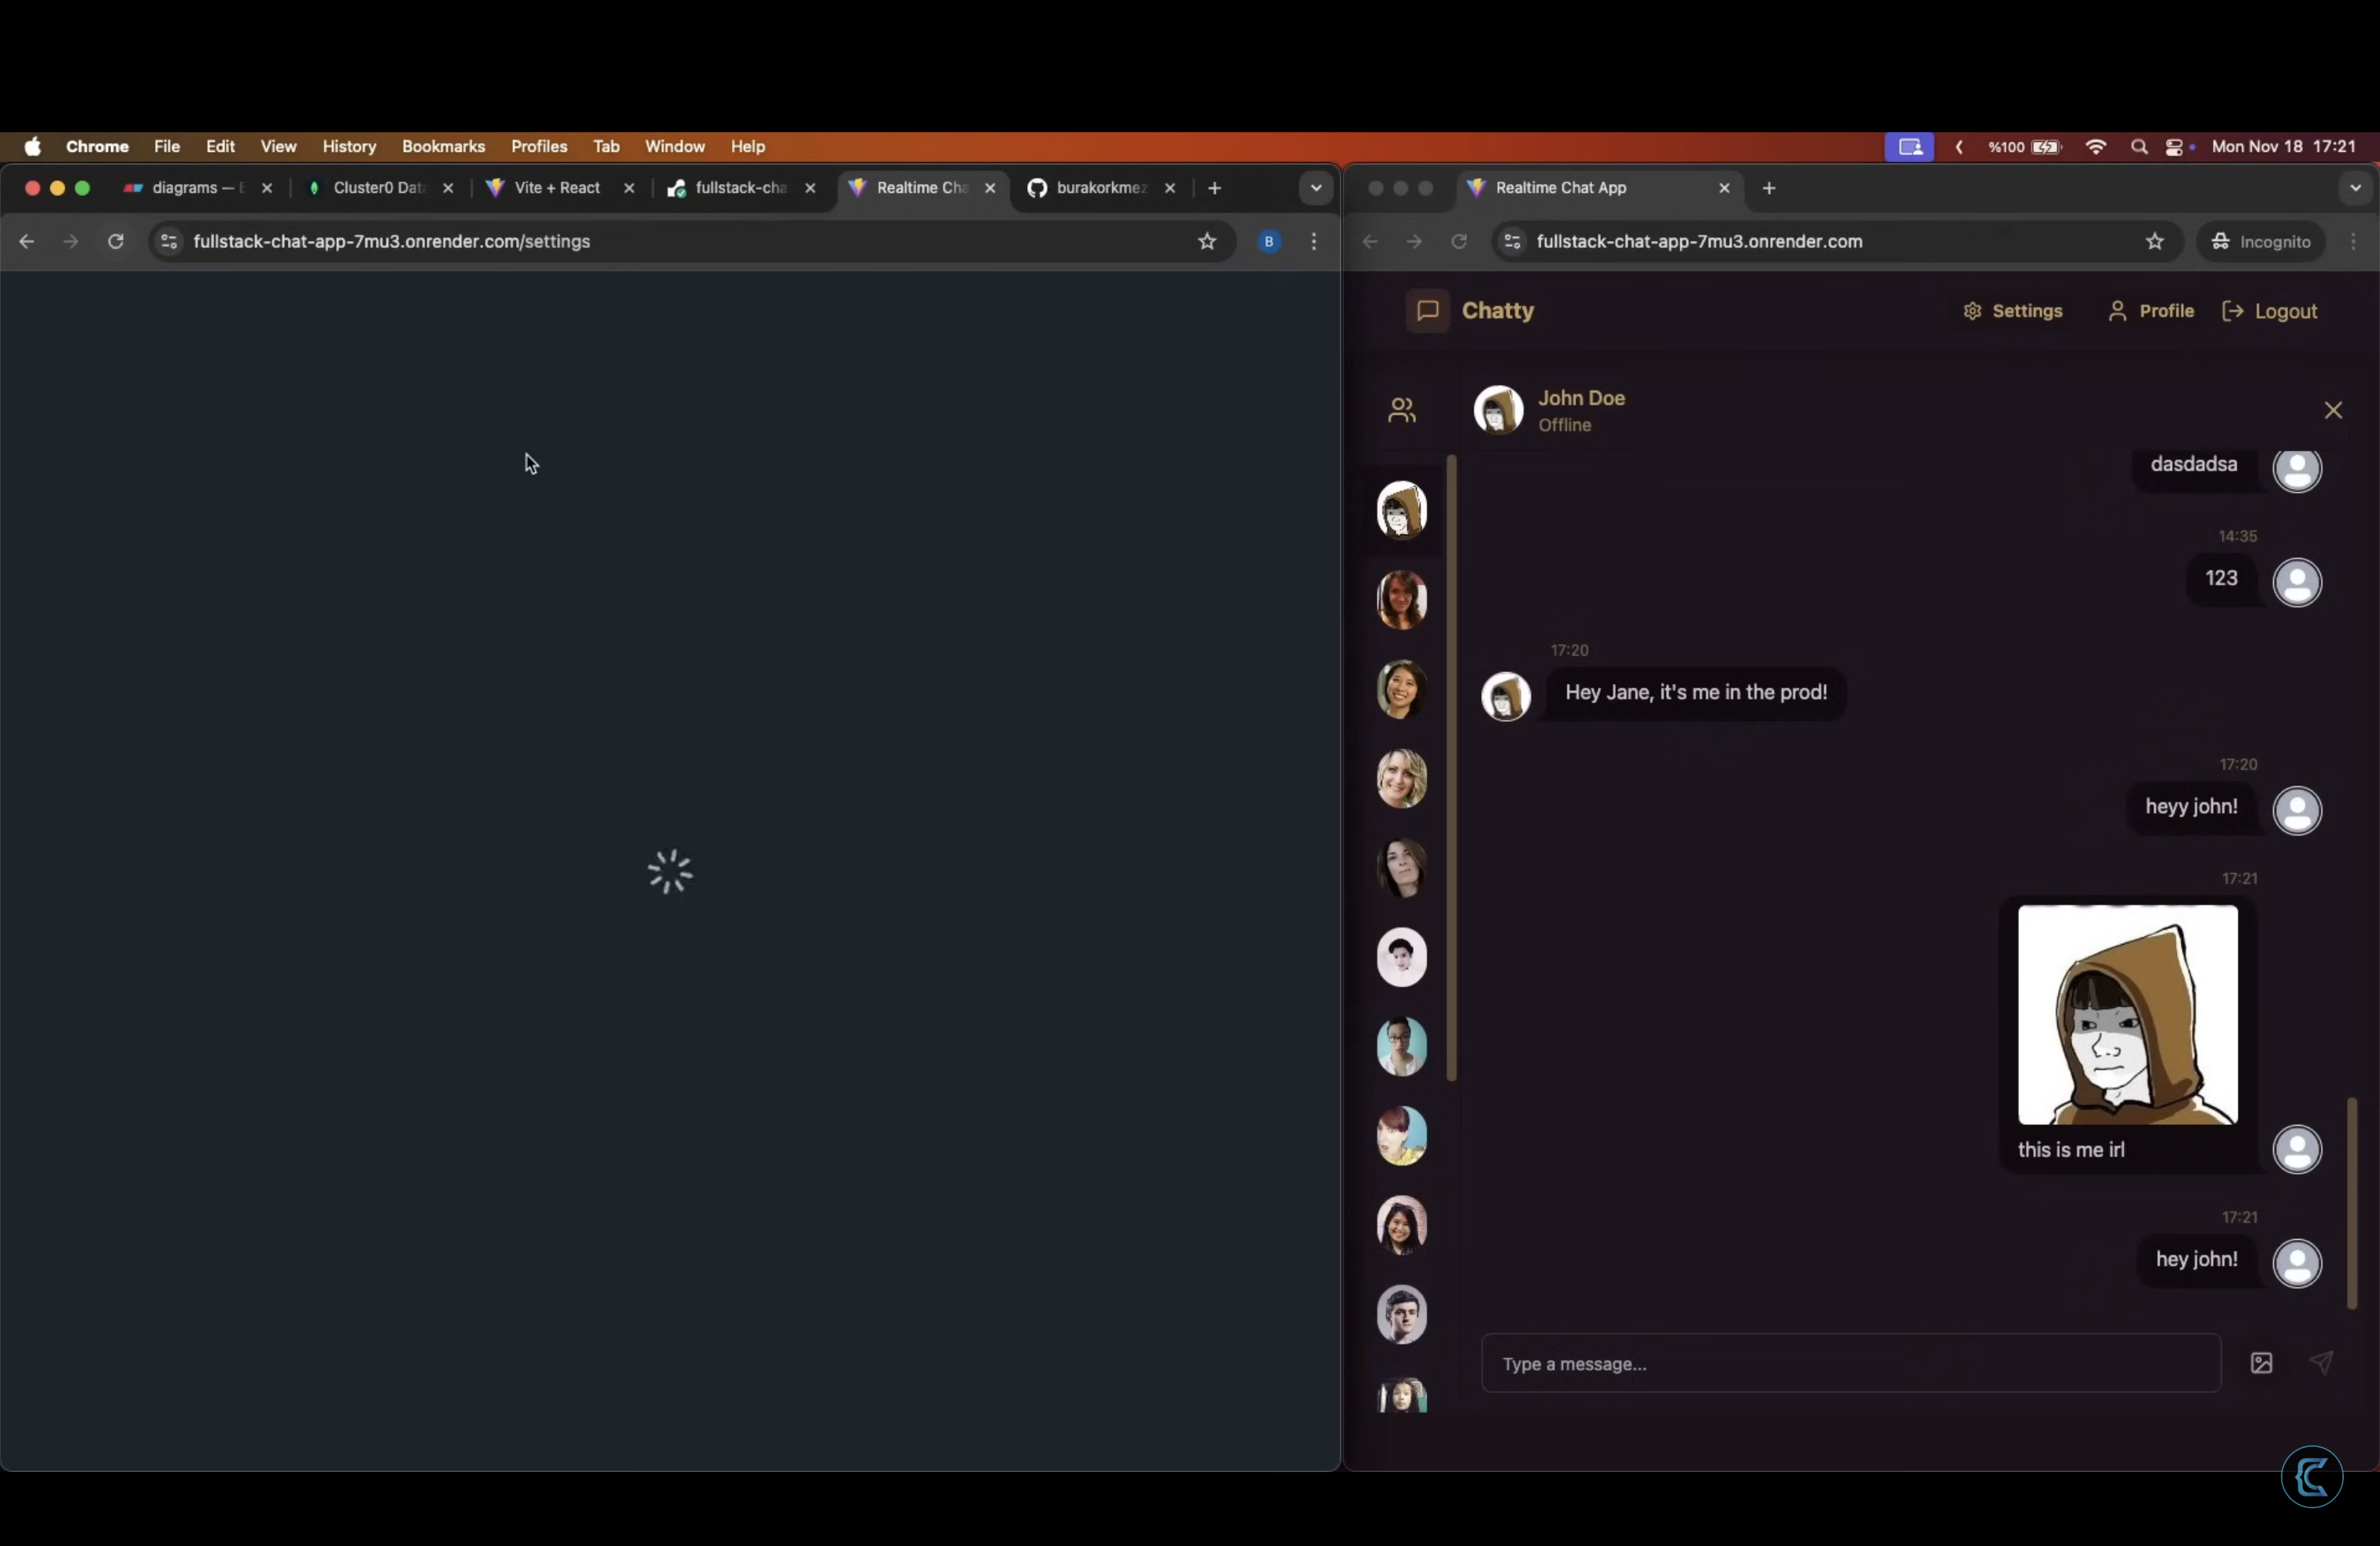 Chrome File Edit View History Bookmarks Profiles Tab Window Help
%100 Mon Nov 18 17:21
diagrams — E
Cluster0 Dat
Vite + React
fullstack-cha
Realtime Cha
burakorkmez
fullstack-chat-app-7mu3.onrender.com/settings
B
Realtime Chat App
fullstack-chat-app-7mu3.onrender.com
Incognito
Chatty
Settings
Profile
Logout
John Doe
Offline
dasdadsa
14:35
123
17:20
Hey Jane, it's me in the prod!
17:20
heyy john!
17:21
this is me irl
17:21
hey john!
Type a message...